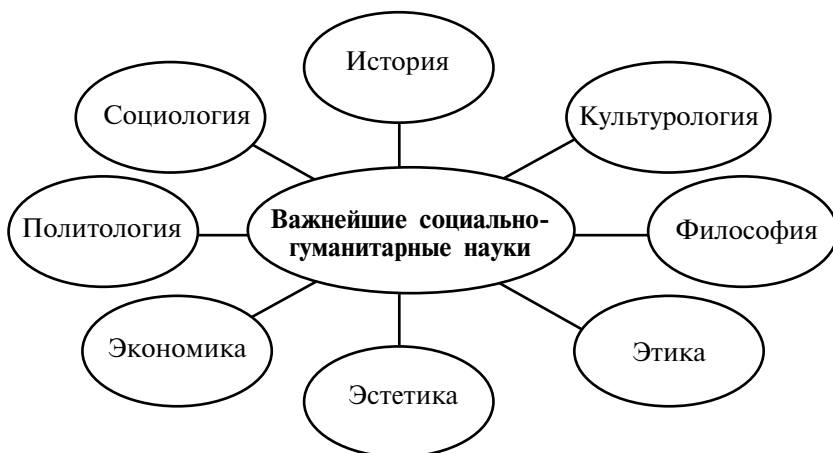 История
Социология
Культурология
Важнейшие социально-
гуманитарные науки
Политология
Философия
Экономика
Этика
Эстетика